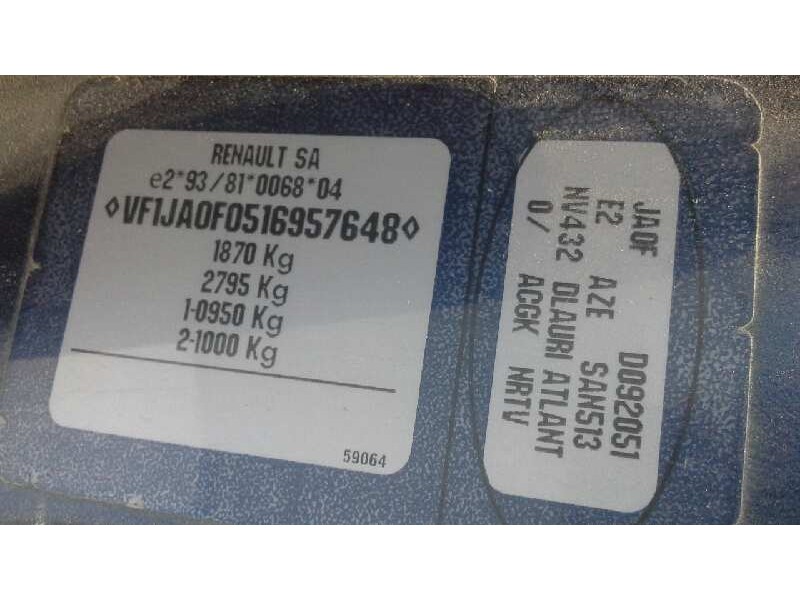 RENAULT SA
e2*93/81*0068*04
◊VF1JA0F0516957648◊
1870 Kg
2795 Kg
1-0950 Kg
2-1000 Kg
59064
JA0F D092051
E2 AZE SAN513
NV432 DLAURI ATLANT
0/ ACGK NRTV